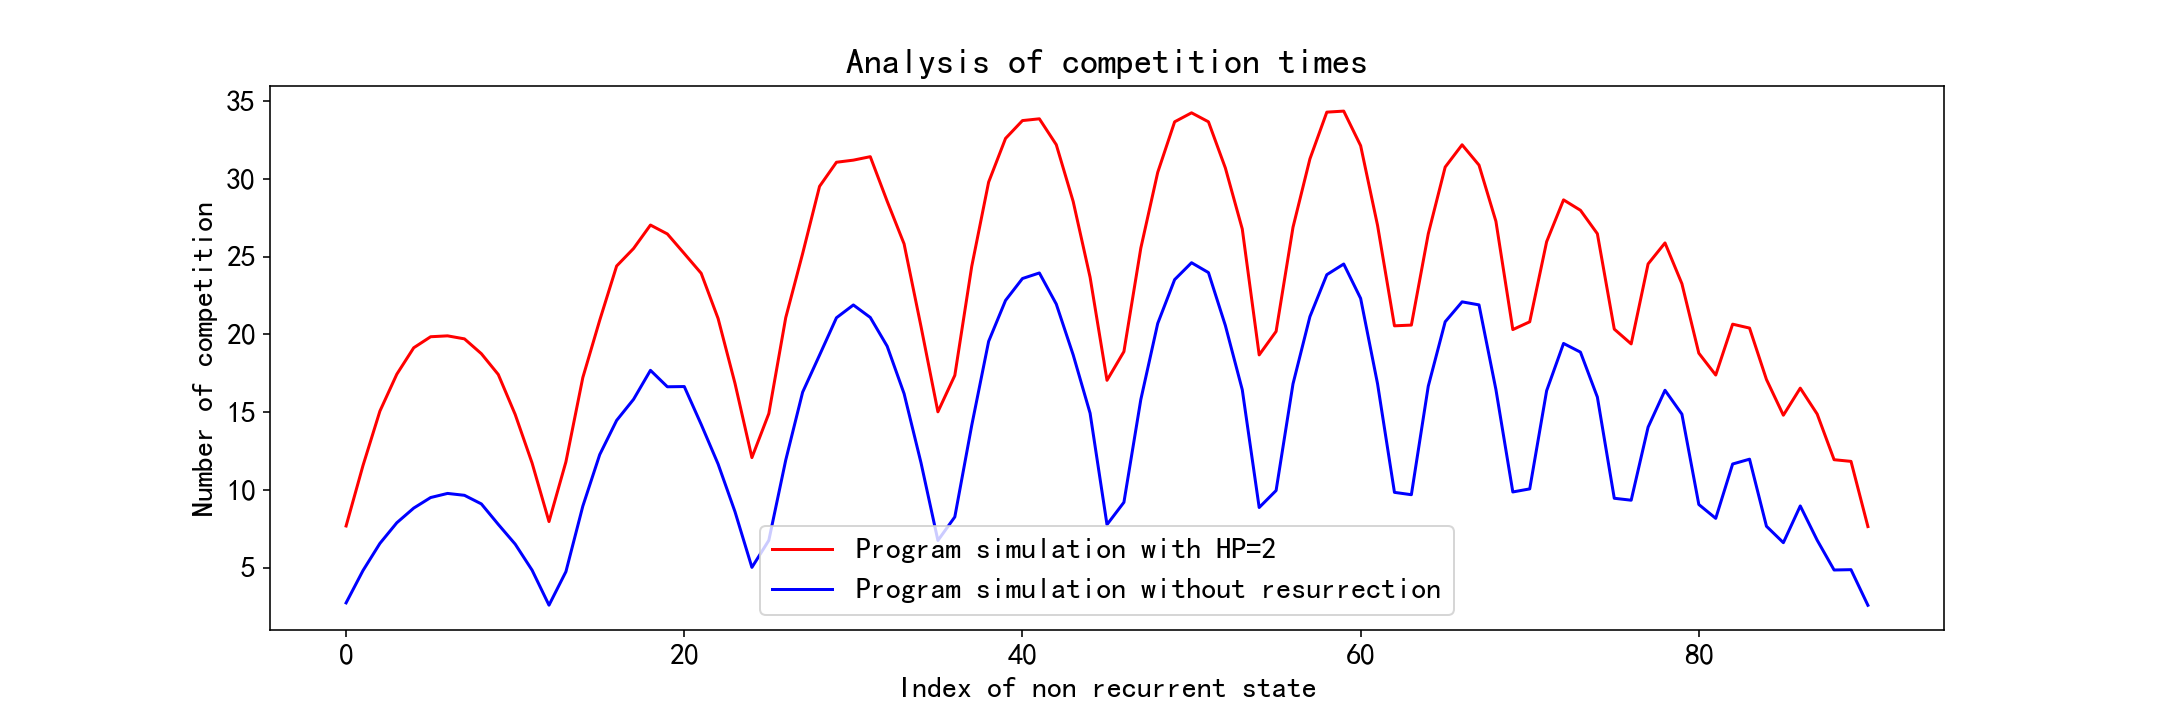 Analysis of competition times
35
30
25
20
15
10
5
Number of competition
Program simulation with HP=2
Program simulation without resurrection
0 20 40 60 80
Index of non recurrent state